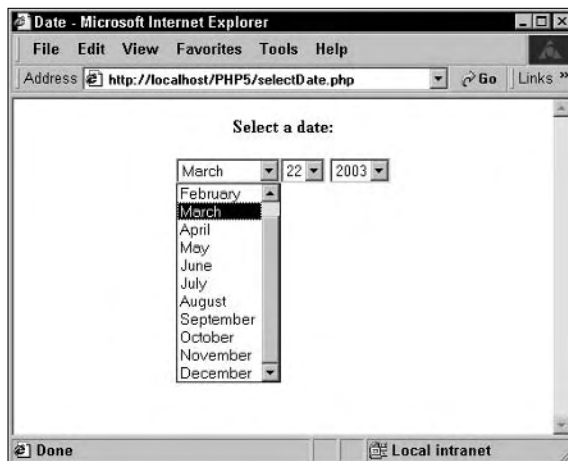 Date - Microsoft Internet Explorer
File Edit View Favorites Tools Help
Address http://localhost/PHP5/selectDate.php Go Links »
Select a date:
March 22 2003
February
March
April
May
June
July
August
September
October
November
December
Done Local intranet